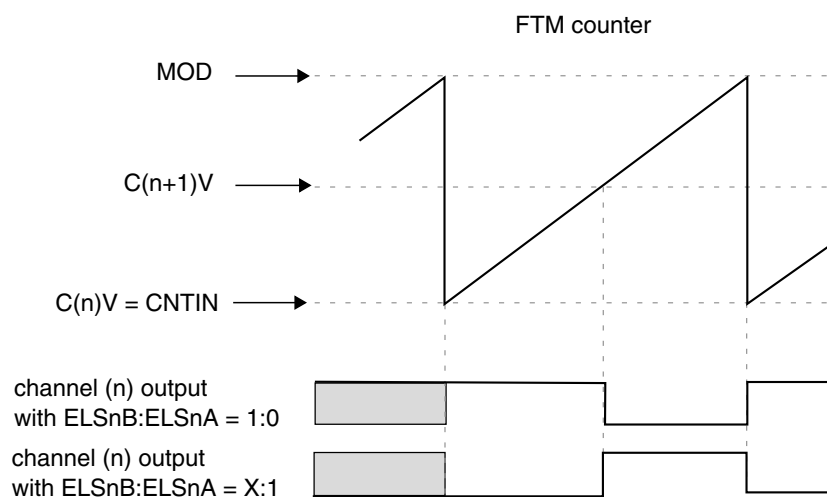 FTM counter
MOD
C(n+1)V
C(n)V = CNTIN
channel (n) output
with ELSnB:ELSnA = 1:0
channel (n) output
with ELSnB:ELSnA = X:1